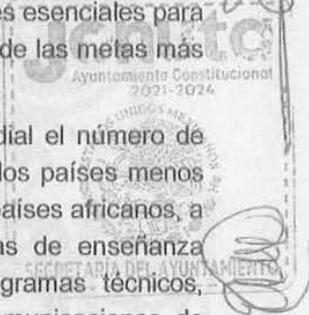 es esenciales para
de las metas más
Ayuntamiento Constitucional
2021-2024
dial el número de
los países menos
países africanos, a
as de enseñanza
SECRETARÍA DEL AYUNTAMIENTO
gramas técnicos,